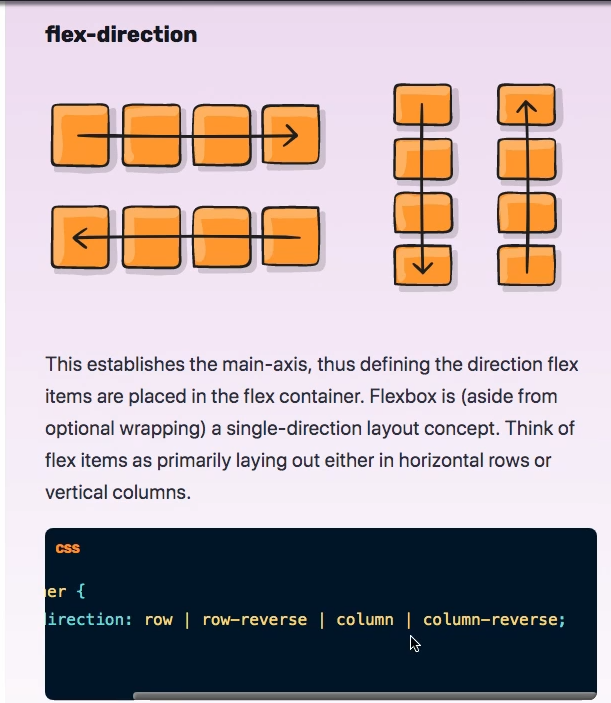 flex-direction
This establishes the main-axis, thus defining the direction flex
items are placed in the flex container. Flexbox is (aside from
optional wrapping) a single-direction layout concept. Think of
flex items as primarily laying out either in horizontal rows or
vertical columns.
CSS
er {
irection: row | row-reverse | column | column-reverse;